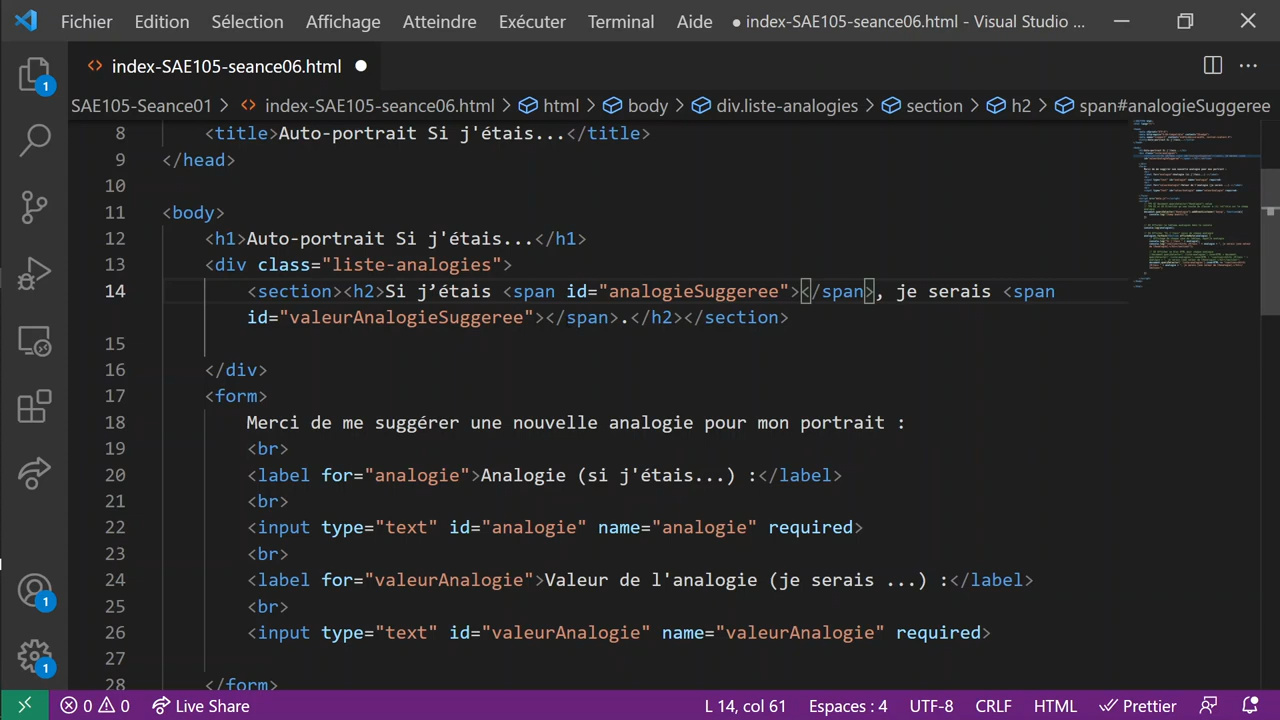 Fichier Edition Sélection Affichage Atteindre Exécuter Terminal Aide ● index-SAE105-seance06.html - Visual Studio ...
<> index-SAE105-seance06.html ●
SAE105-Seance01 > <> index-SAE105-seance06.html > html > body > div.liste-analogies > section > h2 > span#analogieSuggeree
8 <title>Auto-portrait Si j'étais...</title>
9 </head>
10
11 <body>
12 <h1>Auto-portrait Si j'étais...</h1>
13 <div class="liste-analogies">
14 <section><h2>Si j’étais <span id="analogieSuggeree"></span>, je serais <span
id="valeurAnalogieSuggeree"></span>.</h2></section>
15
16 </div>
17 <form>
18 Merci de me suggérer une nouvelle analogie pour mon portrait :
19 <br>
20 <label for="analogie">Analogie (si j'étais...) :</label>
21 <br>
22 <input type="text" id="analogie" name="analogie" required>
23 <br>
24 <label for="valeurAnalogie">Valeur de l'analogie (je serais ...) :</label>
25 <br>
26 <input type="text" id="valeurAnalogie" name="valeurAnalogie" required>
27
28 </form>
1
1
1
0 0 Live Share L 14, col 61 Espaces : 4 UTF-8 CRLF HTML Prettier